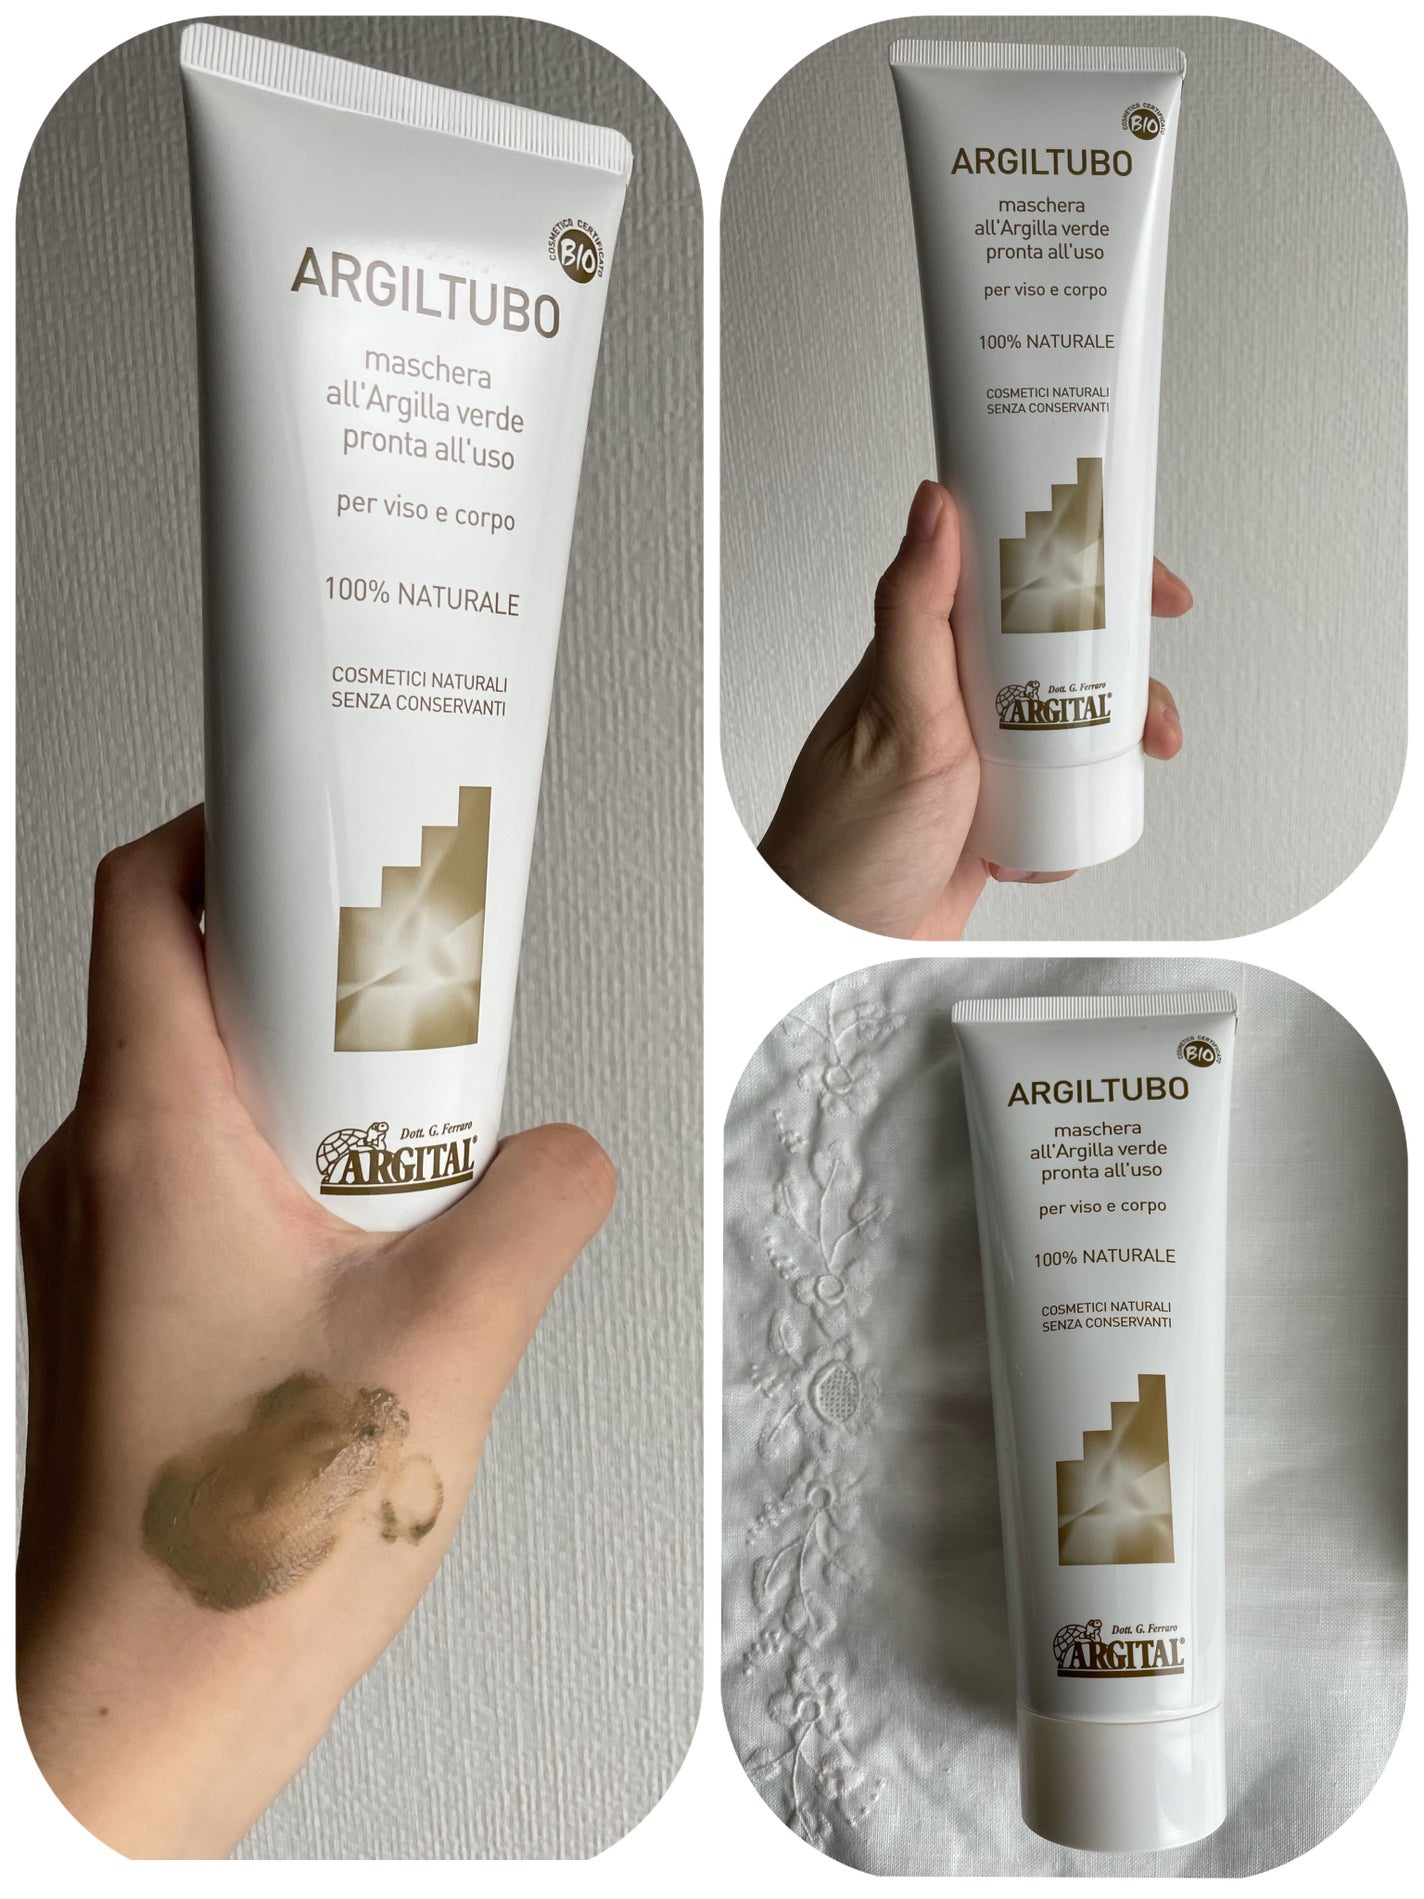 COSMETICO CERTIFICATO
BIO
ARGILTUBO
maschera
all'Argilla verde
pronta all'uso
per viso e corpo
100% NATURALE
COSMETICI NATURALI
SENZA CONSERVANTI
Dott. G. Ferraro
ARGITAL®
COSMETICO CERTIFICATO
BIO
ARGILTUBO
maschera
all'Argilla verde
pronta all'uso
per viso e corpo
100% NATURALE
COSMETICI NATURALI
SENZA CONSERVANTI
Dott. G. Ferraro
ARGITAL®
COSMETICO CERTIFICATO
BIO
ARGILTUBO
maschera
all'Argilla verde
pronta all'uso
per viso e corpo
100% NATURALE
COSMETICI NATURALI
SENZA CONSERVANTI
Dott. G. Ferraro
ARGITAL®